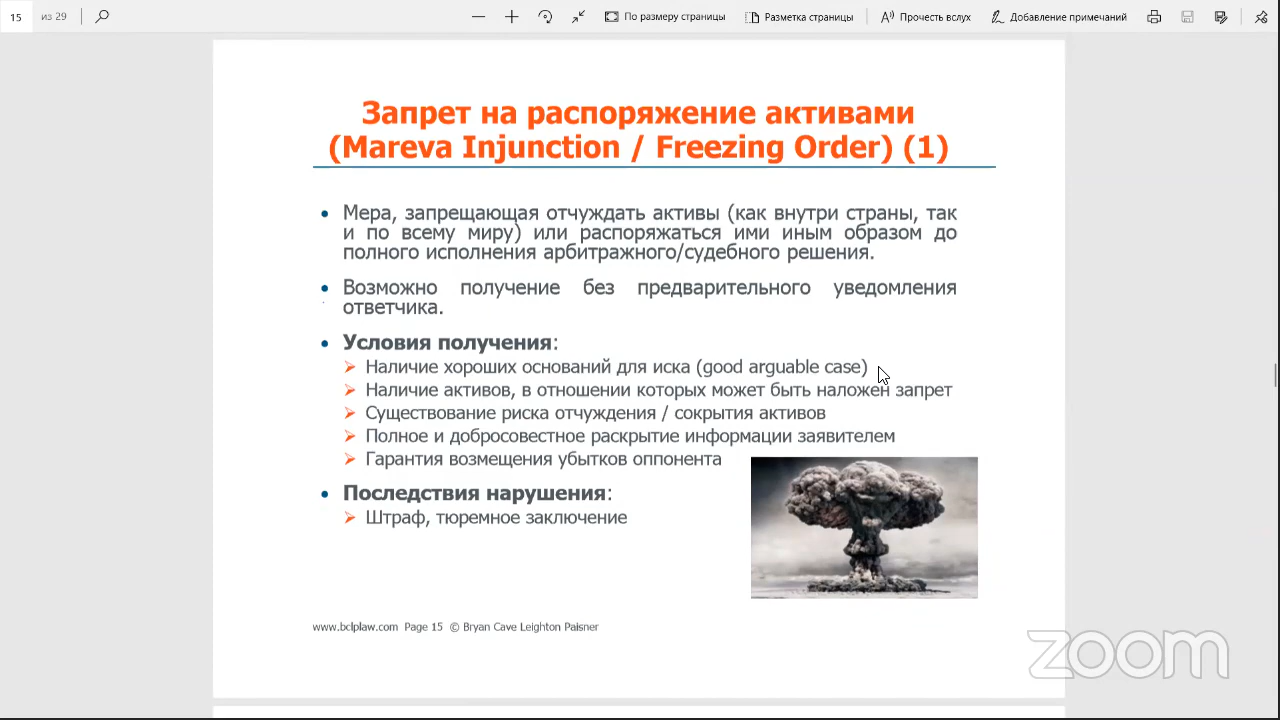 15 из 29 По размеру страницы Разметка страницы Прочесть вслух Добавление примечаний
Запрет на распоряжение активами
(Mareva Injunction / Freezing Order) (1)
• Мера, запрещающая отчуждать активы (как внутри страны, так
и по всему миру) или распоряжаться ими иным образом до
полного исполнения арбитражного/судебного решения.
• Возможно получение без предварительного уведомления
ответчика.
• Условия получения:
Наличие хороших оснований для иска (good arguable case)
Наличие активов, в отношении которых может быть наложен запрет
Существование риска отчуждения / сокрытия активов
Полное и добросовестное раскрытие информации заявителем
Гарантия возмещения убытков оппонента
• Последствия нарушения:
Штраф, тюремное заключение
www.bclplaw.com Page 15 © Bryan Cave Leighton Paisner
zoom